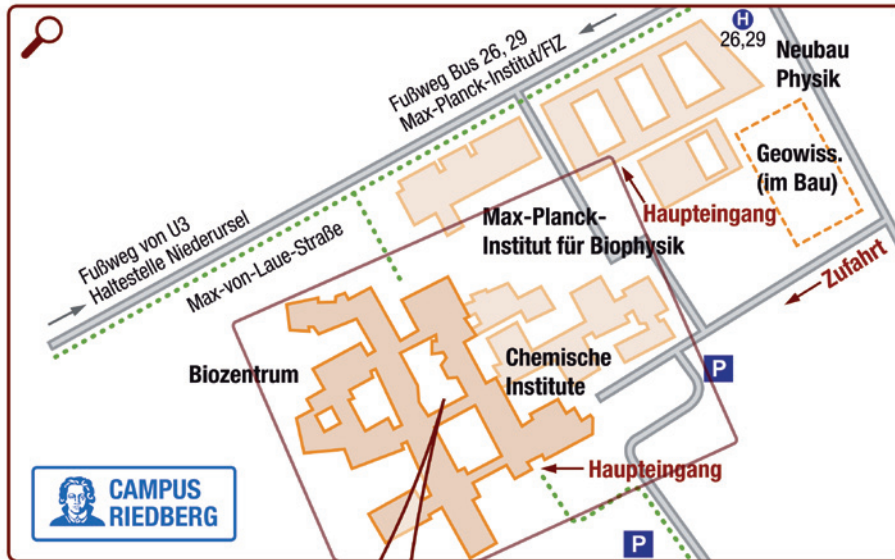 H
26,29
Neubau
Physik
Fußweg Bus 26, 29
Max-Planck-Institut/FIZ
Geowiss.
(im Bau)
Haupteingang
Max-Planck-
Institut für Biophysik
Fußweg von U3
Haltestelle Niederursel
Max-von-Laue-Straße
Zufahrt
Biozentrum
Chemische
Institute
P
Haupteingang
CAMPUS
RIEDBERG
P